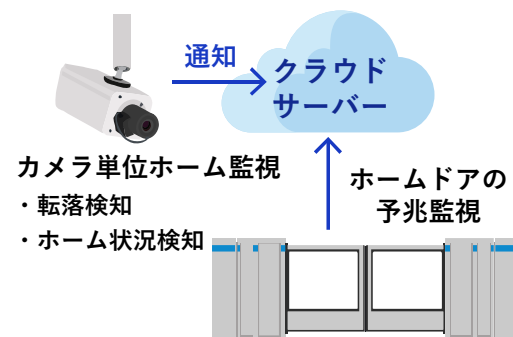 通知
クラウド
サーバー
カメラ単位ホーム監視
・転落検知
・ホーム状況検知
ホームドアの
予兆監視